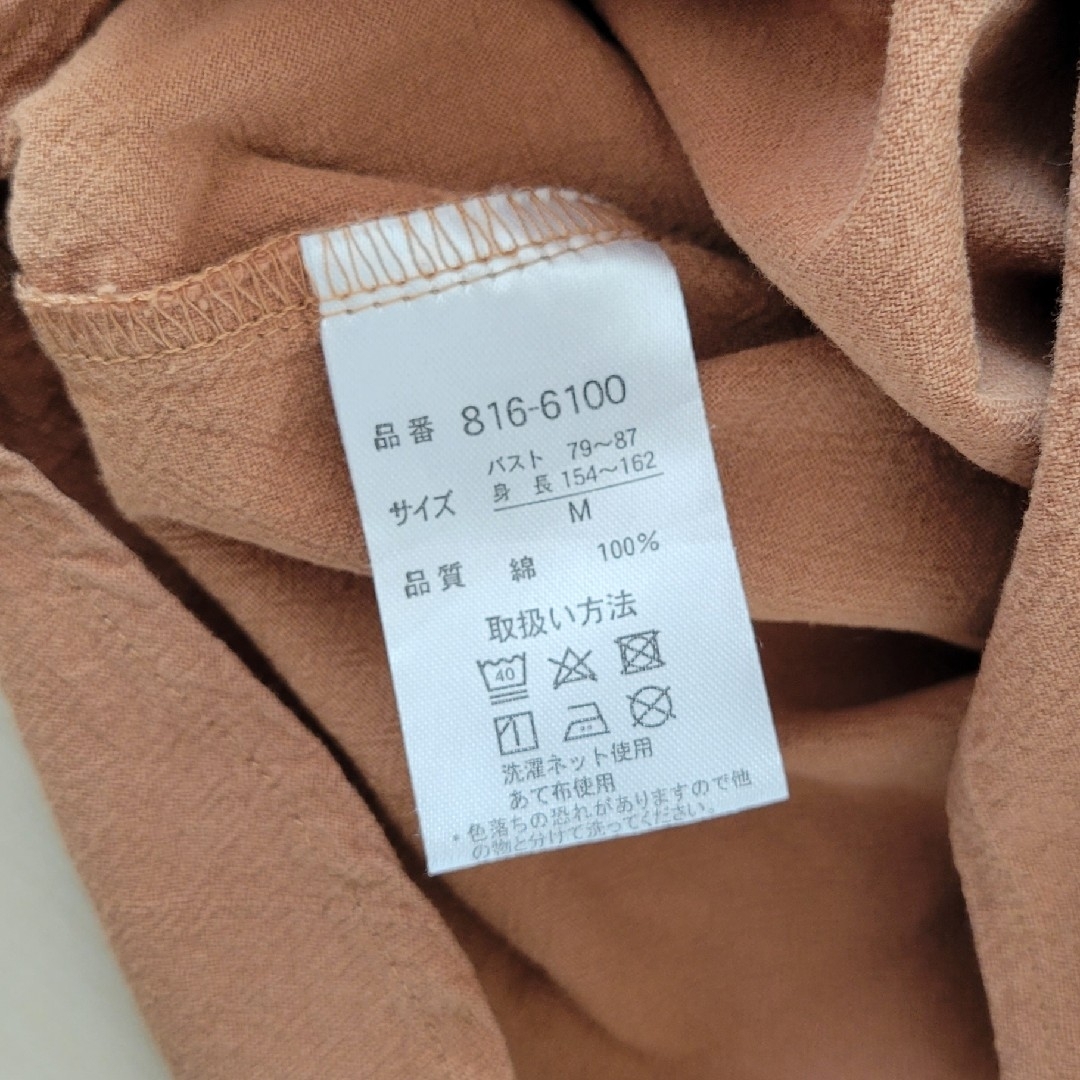 品番 816-6100
バスト 79〜87
サイズ 身 長 154〜162
M
品質 綿 100%
取扱い方法
40
洗濯ネット使用
あて布使用
* 色落ちの恐れがありますので他
の物と分けて洗ってください。